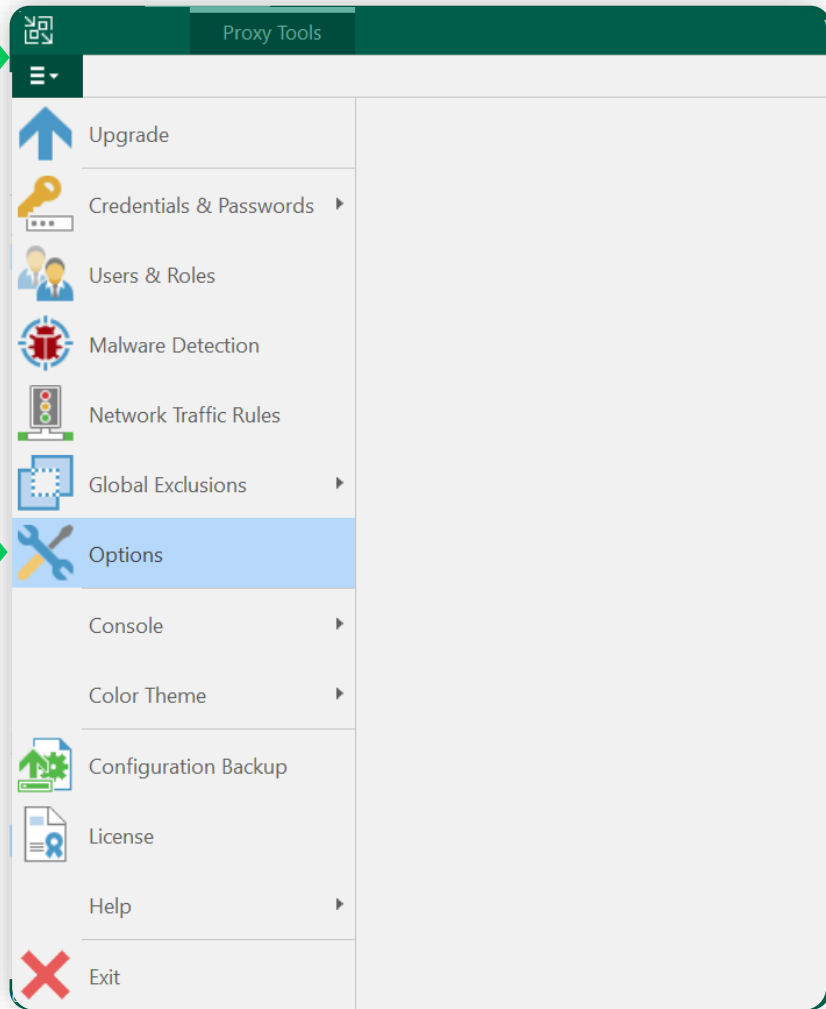 Proxy Tools
Upgrade
Credentials & Passwords
Users & Roles
Malware Detection
Network Traffic Rules
Global Exclusions
Options
Console
Color Theme
Configuration Backup
License
Help
Exit